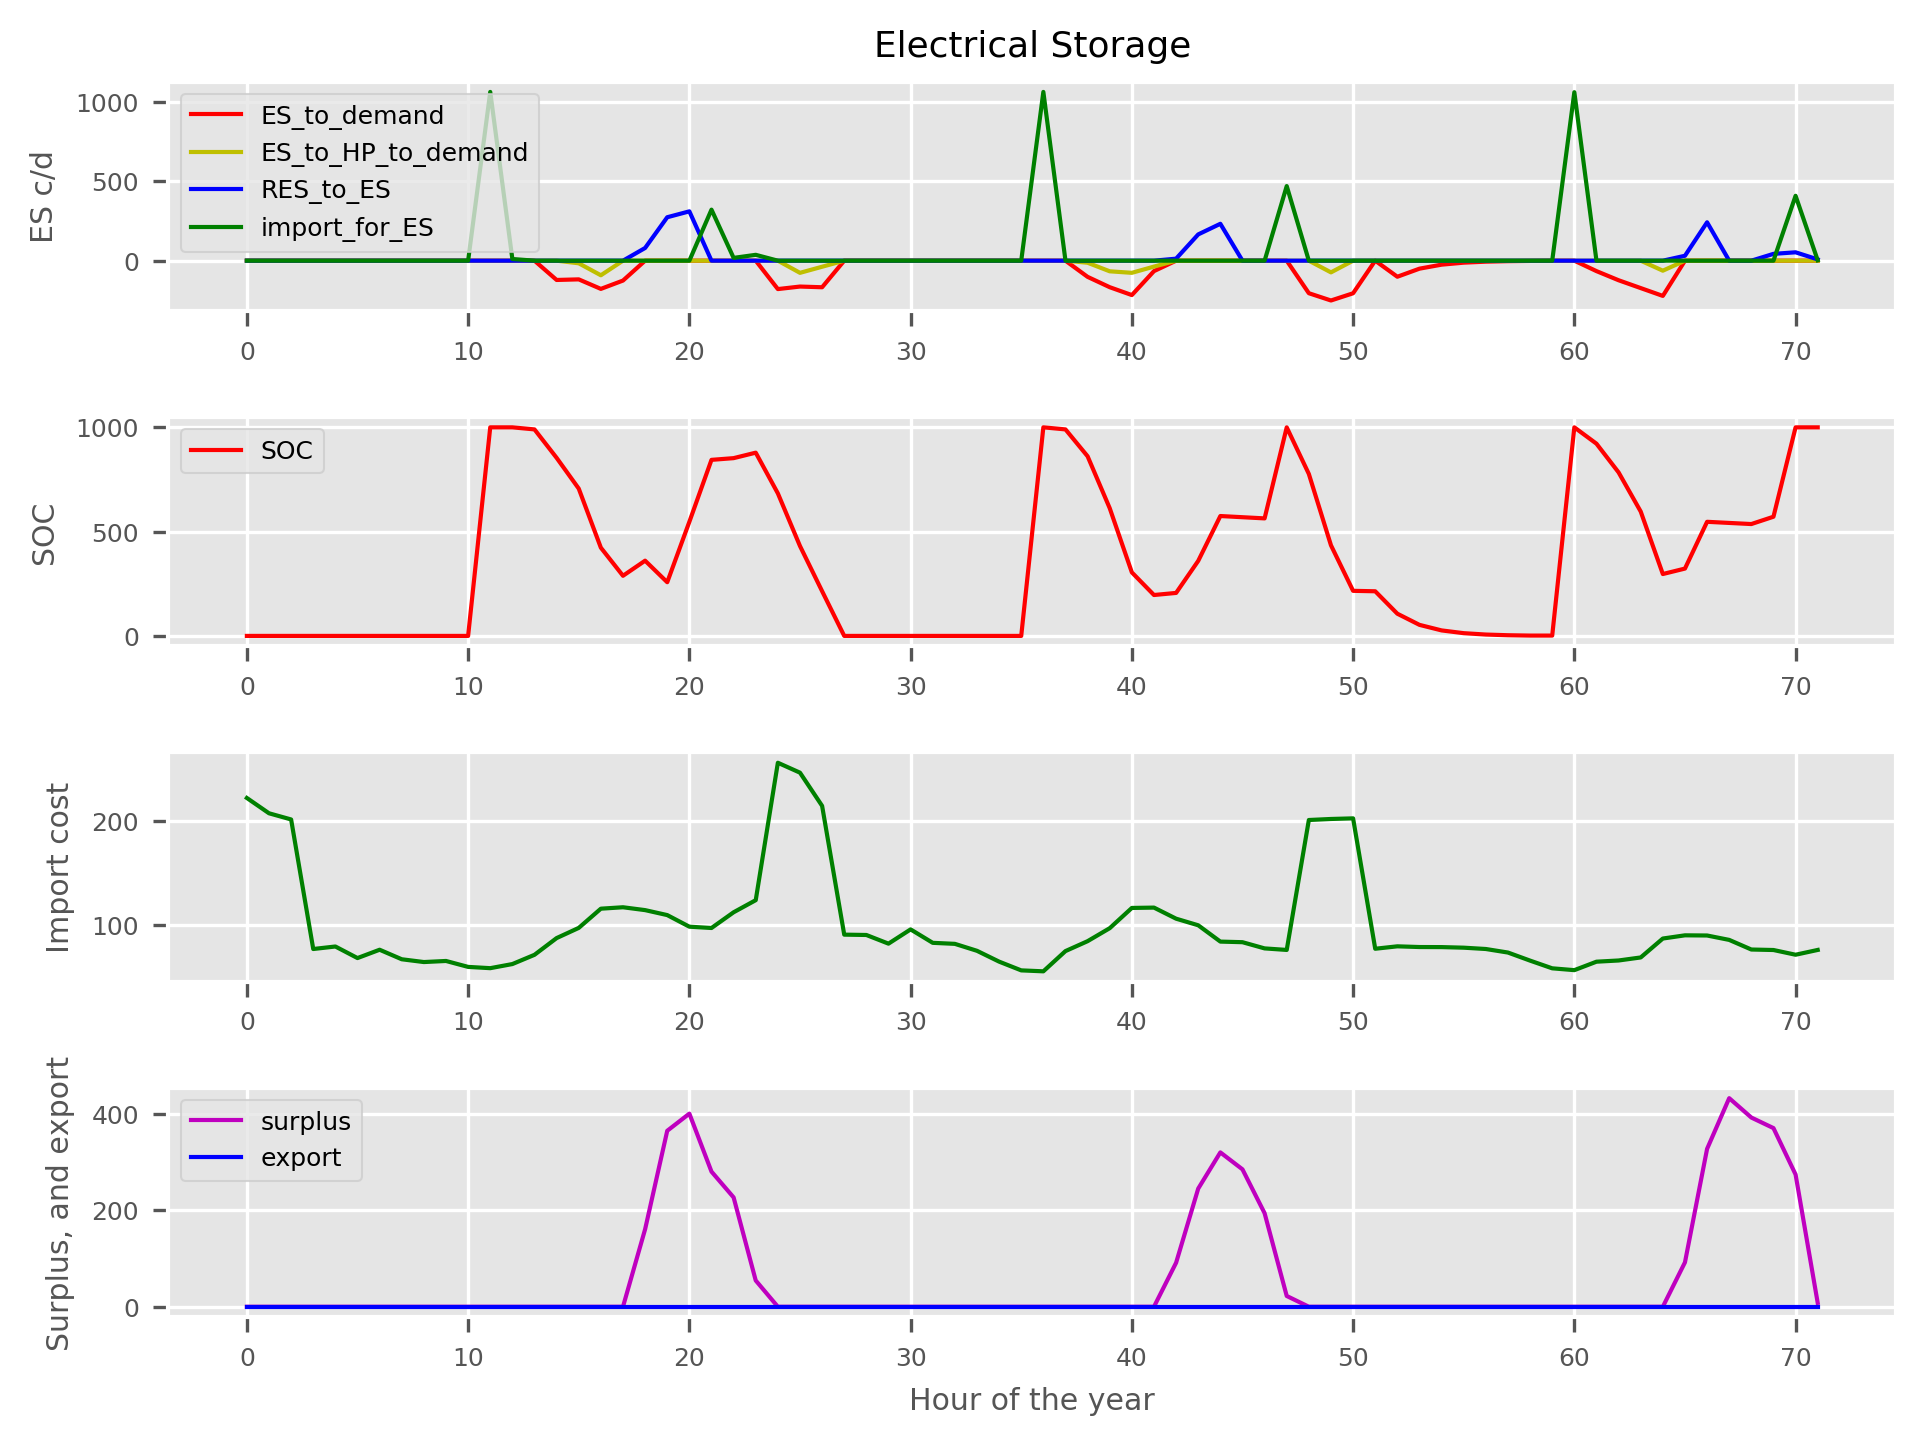 Electrical Storage
ES c/d
1000
500
0
ES_to_demand
ES_to_HP_to_demand
RES_to_ES
import_for_ES
0 10 20 30 40 50 60 70
SOC
1000
500
0
SOC
0 10 20 30 40 50 60 70
Import cost
200
100
0 10 20 30 40 50 60 70
Surplus, and export
400
200
0
surplus
export
0 10 20 30 40 50 60 70
Hour of the year